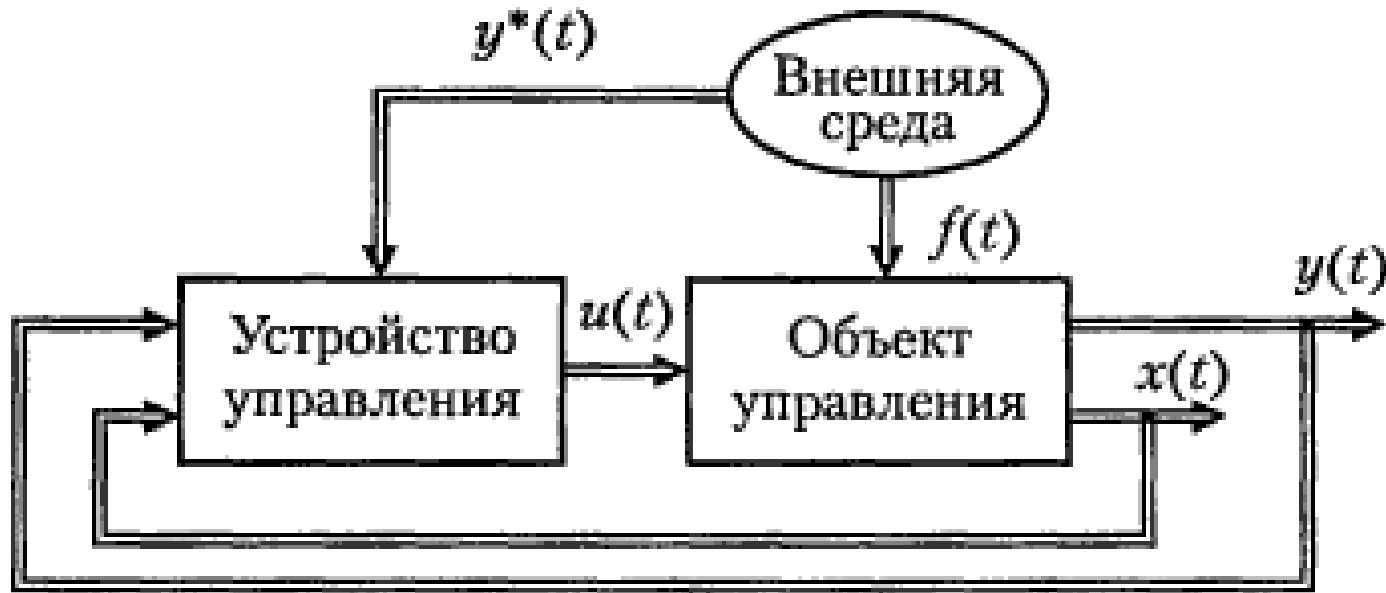 y*(t)
Внешняя
среда
f(t)
y(t)
Устройство
управления
u(t)
Объект
управления
x(t)